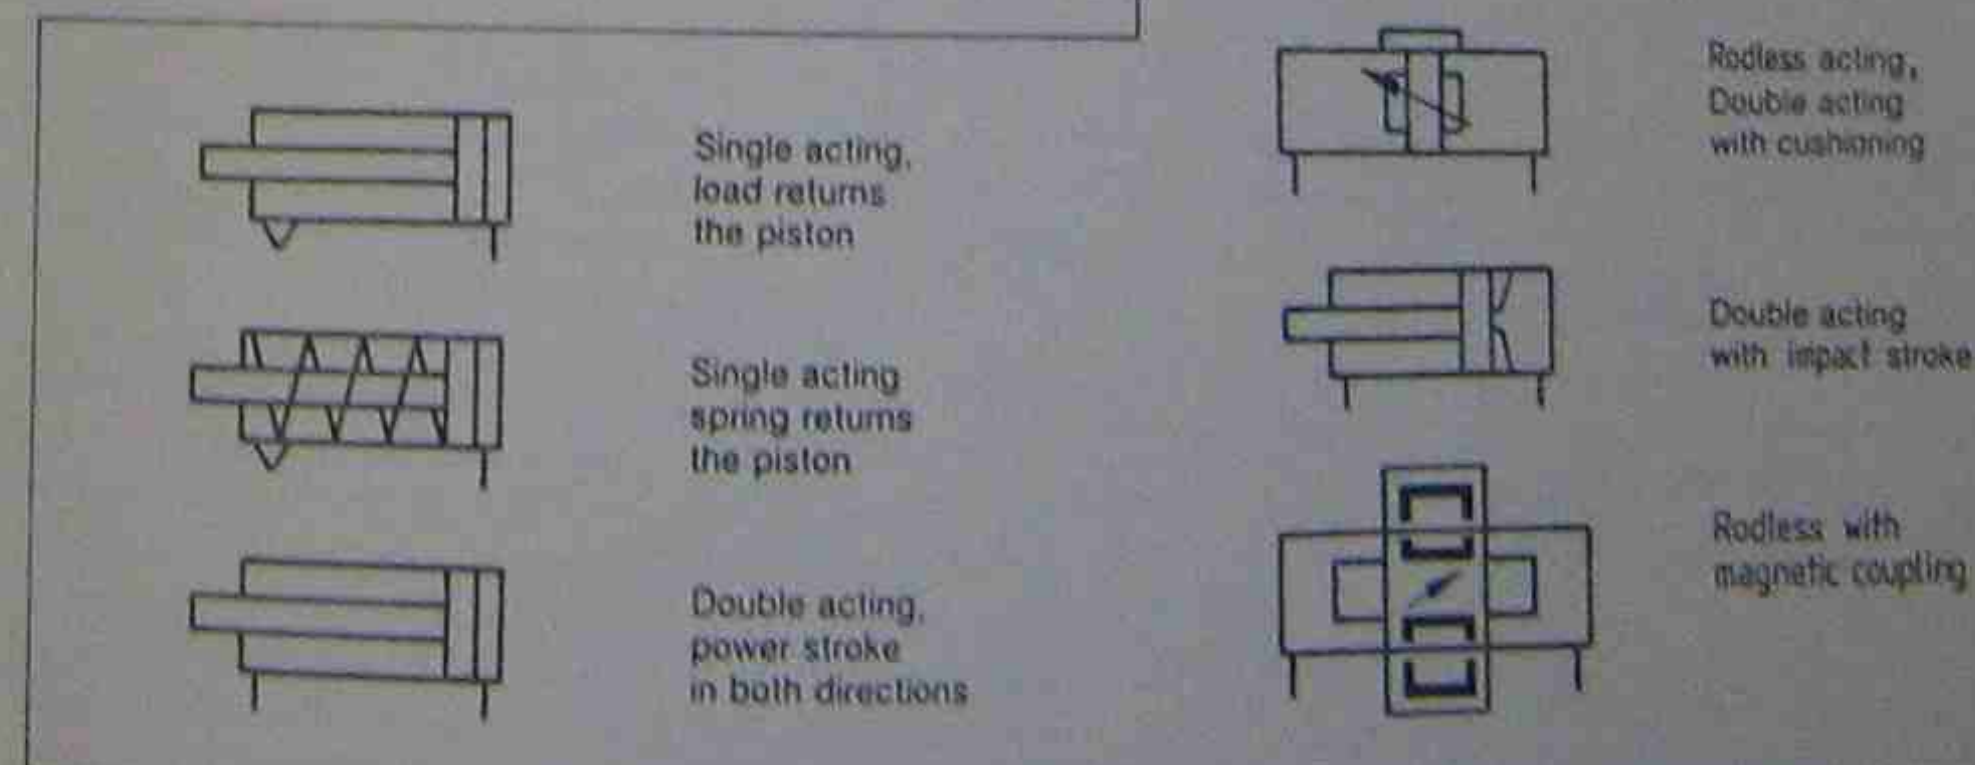 Single acting,
load returns
the piston
Single acting
spring returns
the piston
Double acting,
power stroke
in both directions
Rodless acting,
Double acting
with cushioning
Double acting
with impact stroke
Rodless with
magnetic coupling